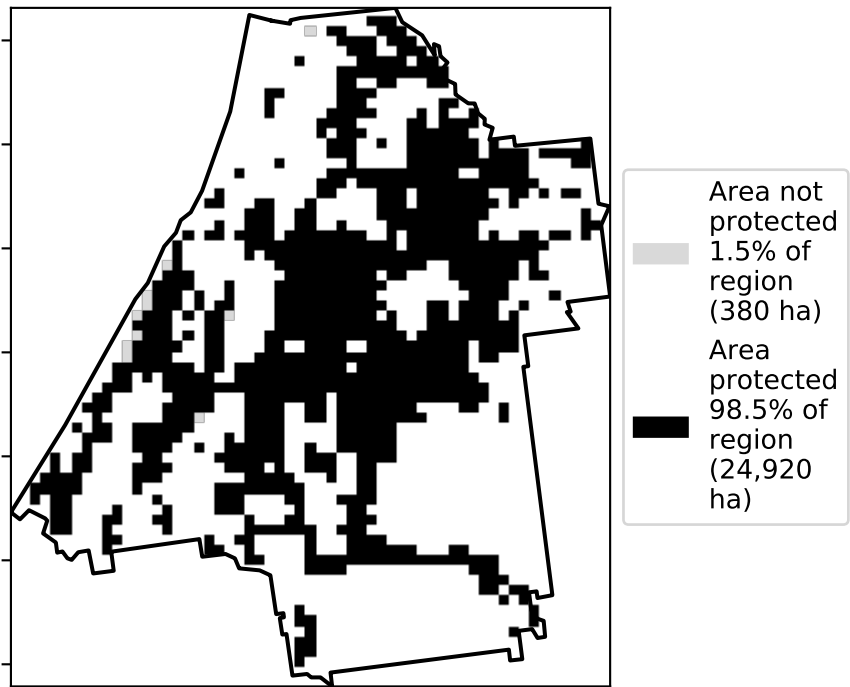 Area not
protected
1.5% of
region
(380 ha)
Area
protected
98.5% of
region
(24,920
ha)